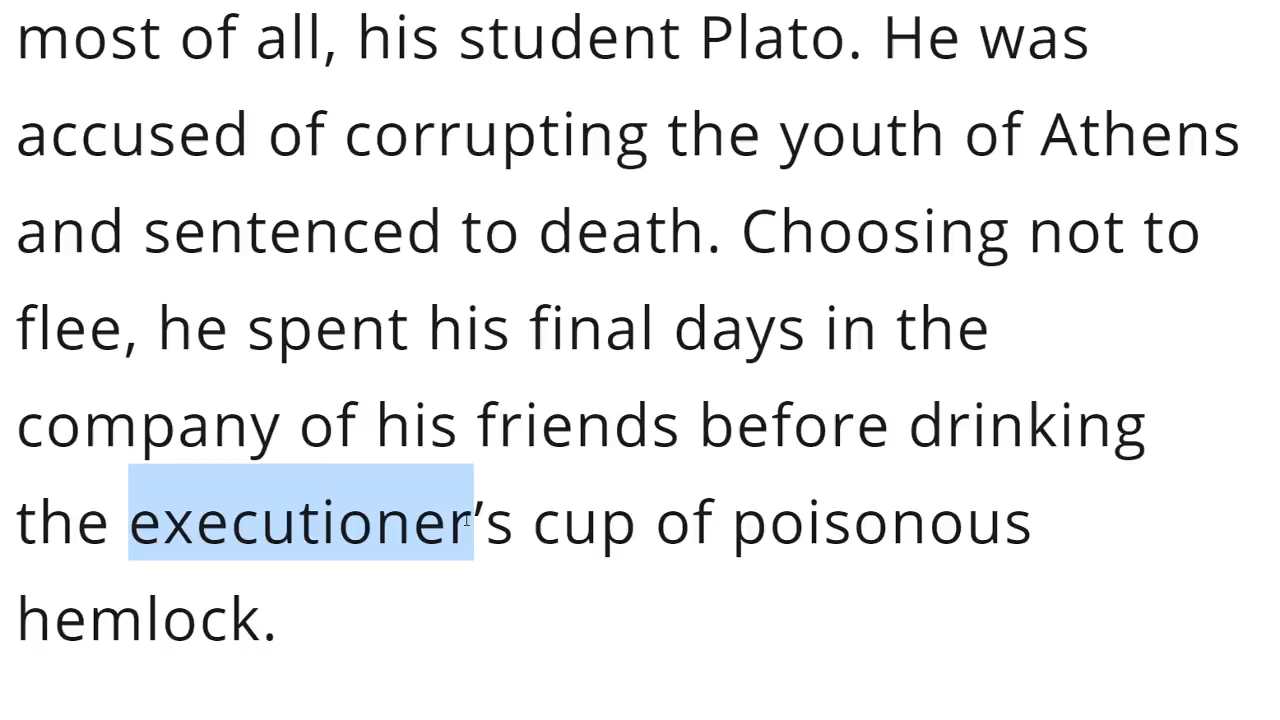 most of all, his student Plato. He was
accused of corrupting the youth of Athens
and sentenced to death. Choosing not to
flee, he spent his final days in the
company of his friends before drinking
the executioner’s cup of poisonous
hemlock.